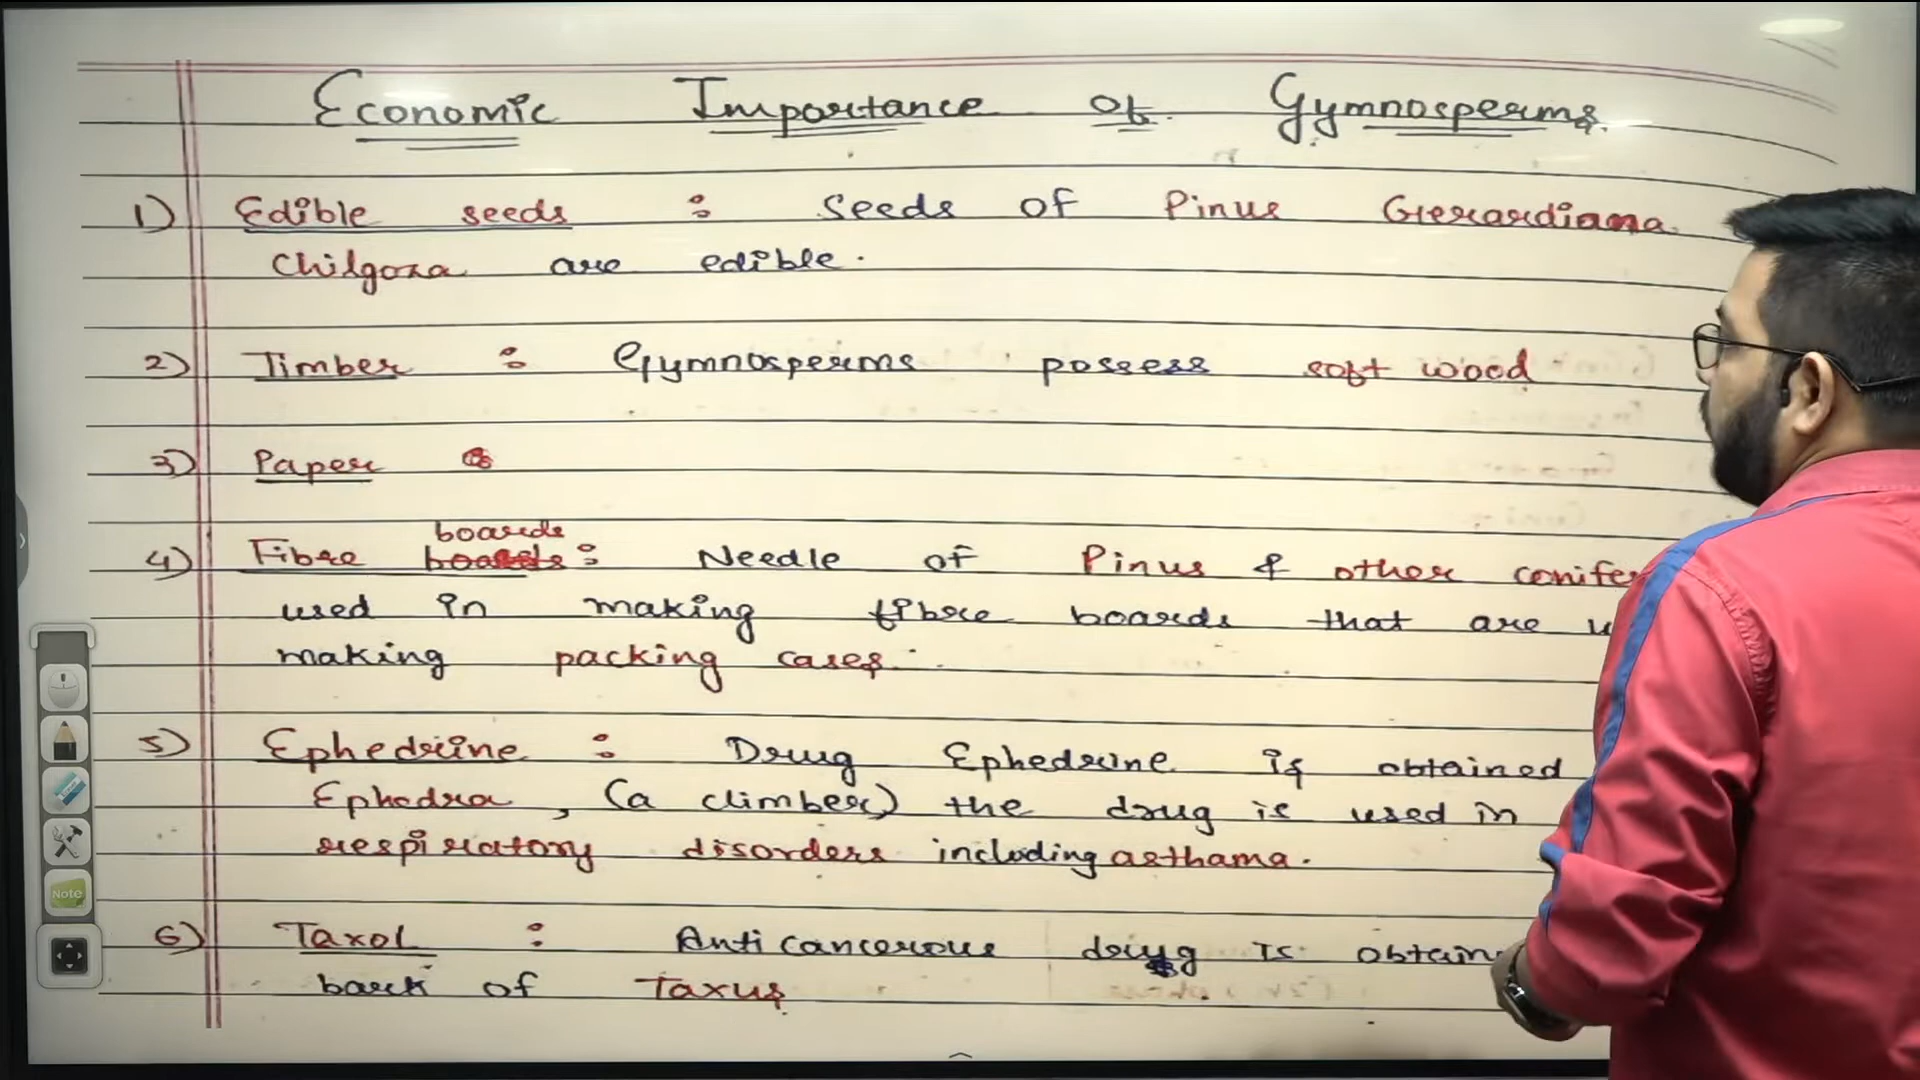 Economic Importance of Gymnosperms.
1) Edible seeds : Seeds of Pinus Gerardiana
Chilgoza are edible.
2) Timber : Gymnosperms possess soft wood
3) Paper :
boards
4) Fibre boards : Needle of Pinus & other conife
used in making fibre boards that are u
making packing cases.
5) Ephedrine : Drug Ephedrine is obtained
Ephedra, (a climber) the drug is used in
respiratory disorders including asthama.
6) Taxol : Anti cancerous drug is obtain
bark of Taxus
Note